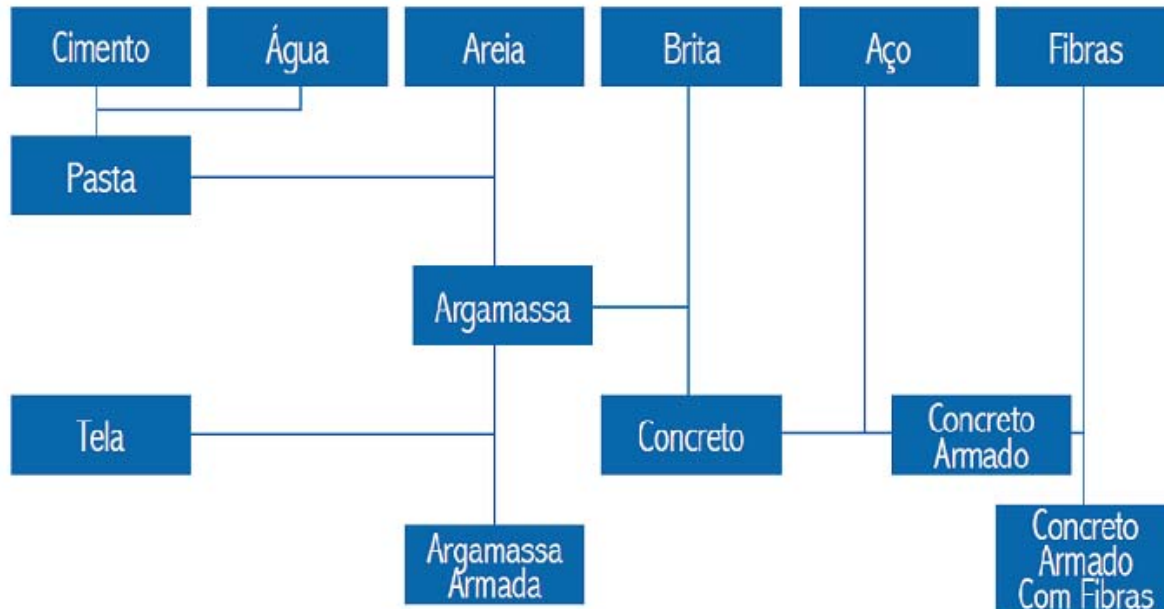 Cimento
Água
Areia
Brita
Aço
Fibras
Pasta
Argamassa
Tela
Concreto
Concreto
Armado
Argamassa
Armada
Concreto
Armado
Com Fibras